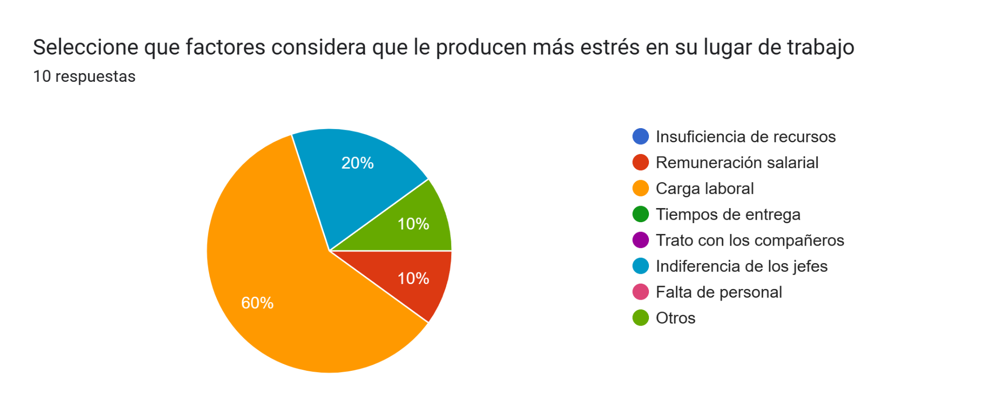 Seleccione que factores considera que le producen más estrés en su lugar de trabajo
10 respuestas
20%
10%
10%
60%
Insuficiencia de recursos
Remuneración salarial
Carga laboral
Tiempos de entrega
Trato con los compañeros
Indiferencia de los jefes
Falta de personal
Otros